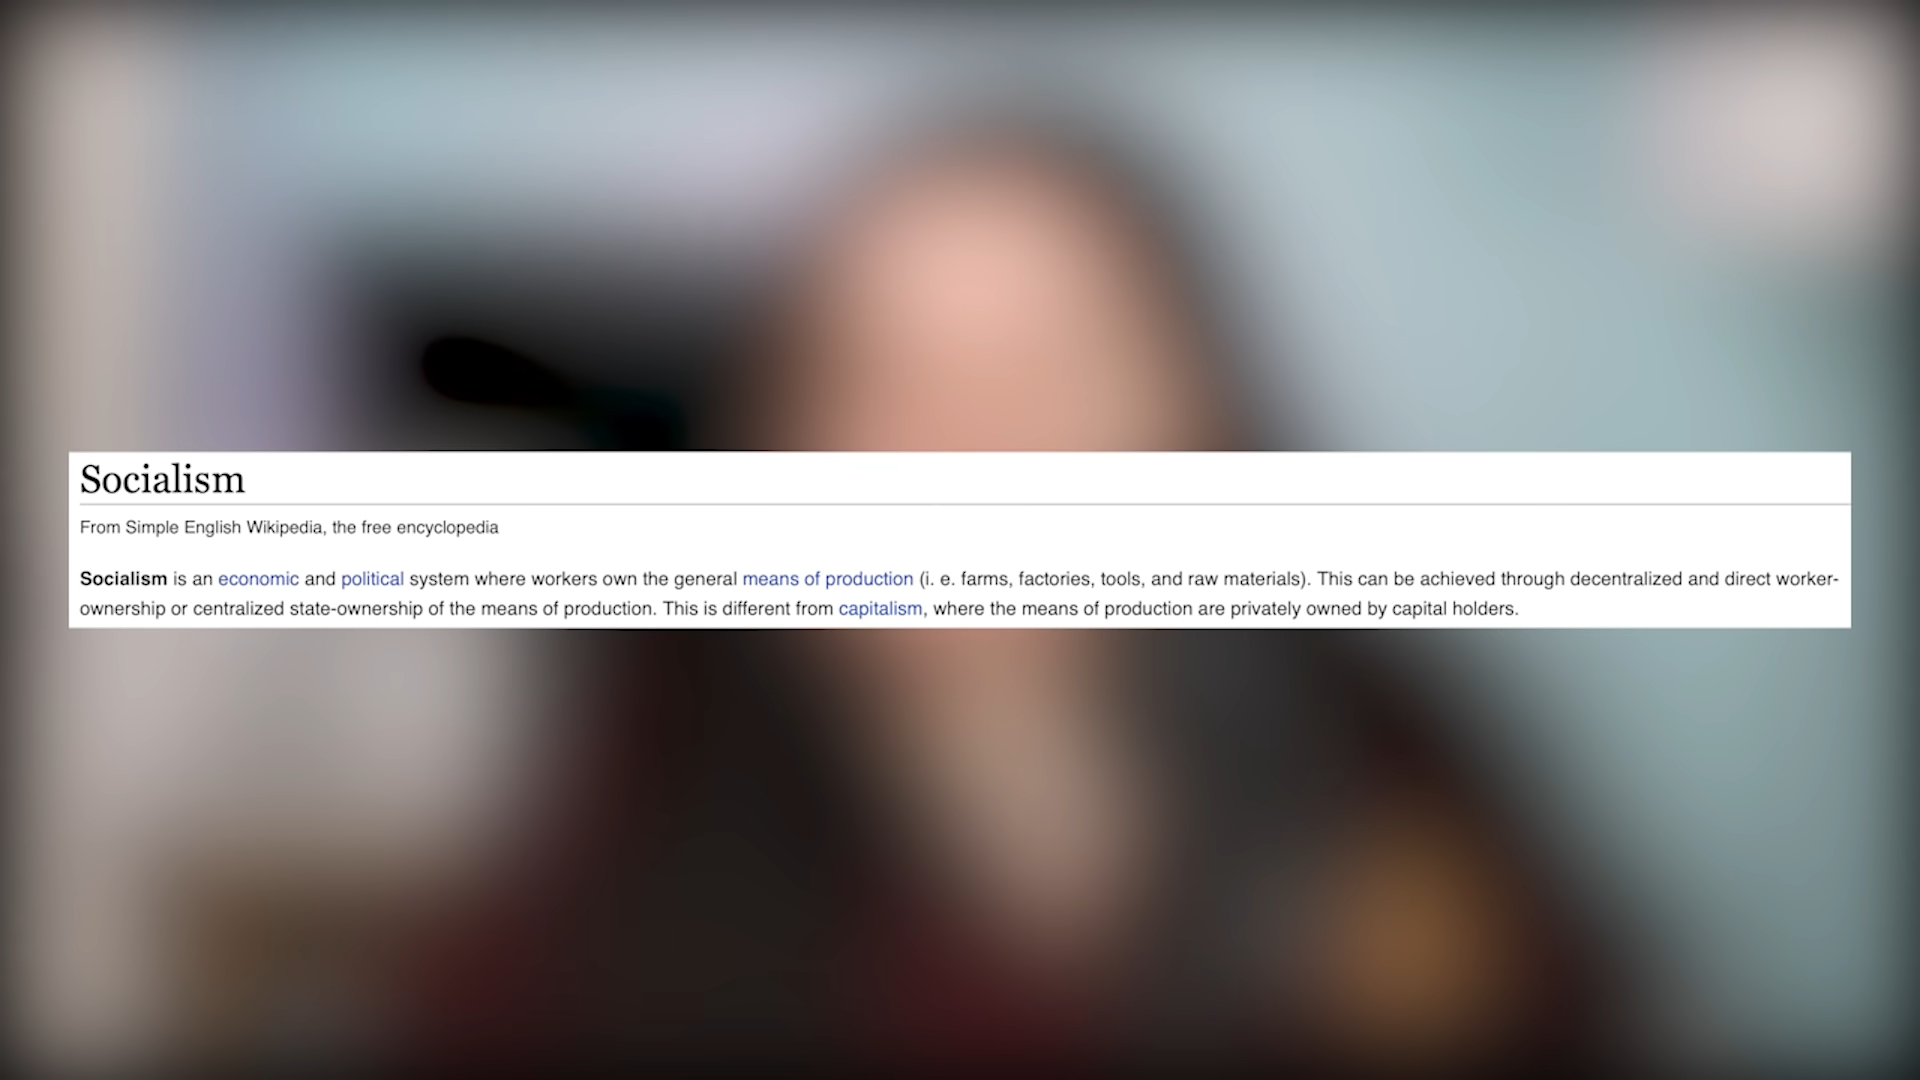 Socialism
From Simple English Wikipedia, the free encyclopedia
Socialism is an economic and political system where workers own the general means of production (i. e. farms, factories, tools, and raw materials). This can be achieved through decentralized and direct worker-
ownership or centralized state-ownership of the means of production. This is different from capitalism, where the means of production are privately owned by capital holders.